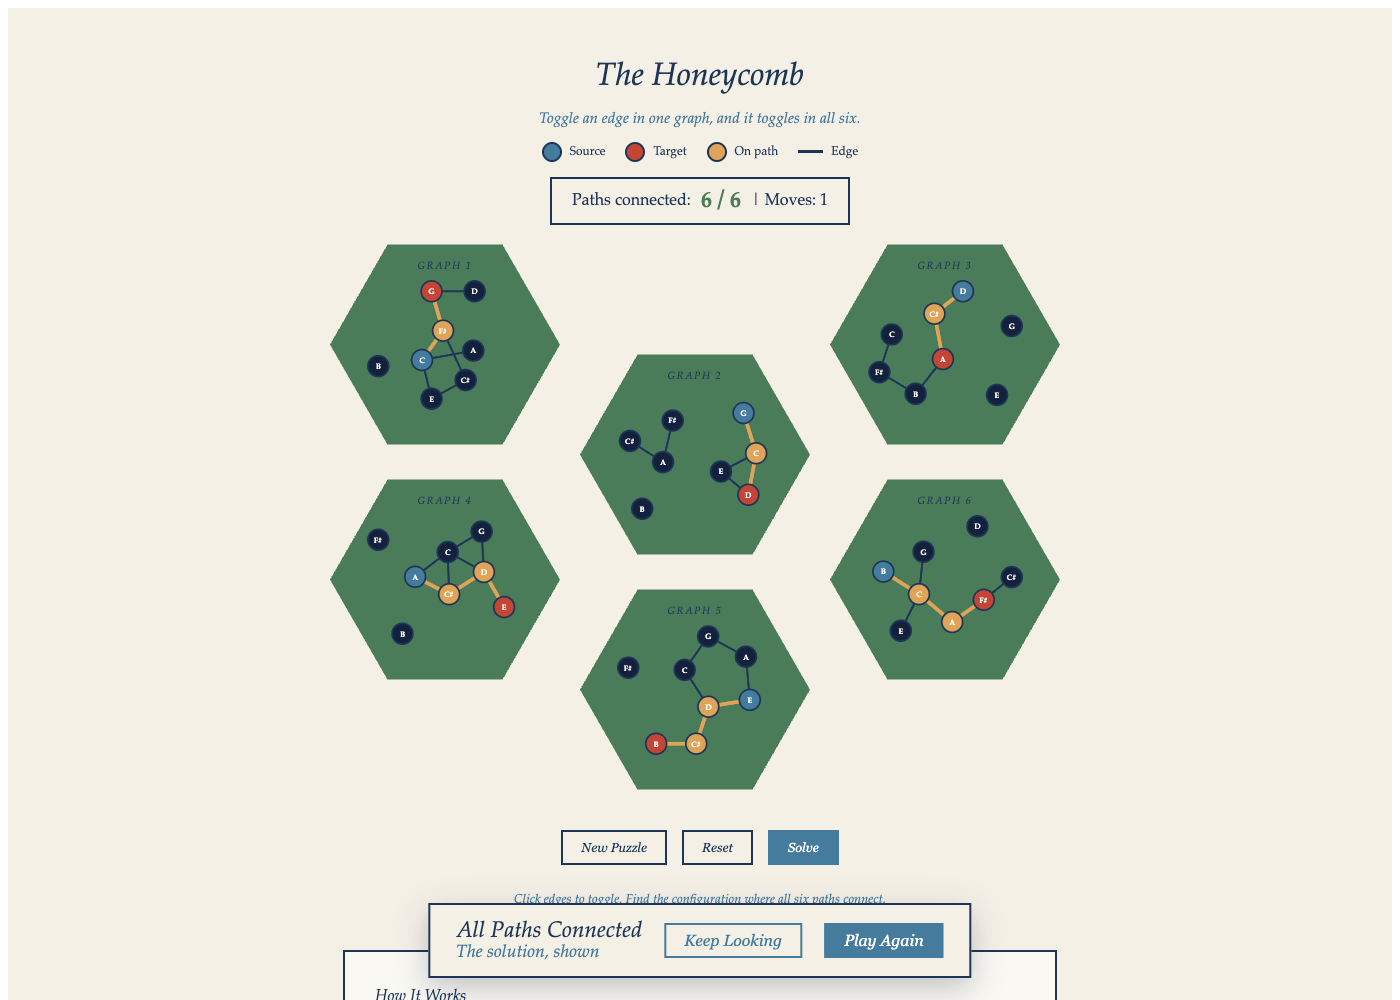 The Honeycomb
Toggle an edge in one graph, and it toggles in all six.
Source Target On path Edge
Paths connected: 6 / 6 | Moves: 1
GRAPH 1
G D
F#
A
C
B
C#
E
GRAPH 2
G
F#
C#
C
A
E
D
B
GRAPH 3
D
C#
G
C
A
F#
B
E
GRAPH 4
G
F#
C
D
A
C#
E
B
GRAPH 5
G
A
F#
C
E
D
B
C#
GRAPH 6
D
G
B
C#
C
F#
A
E
New Puzzle Reset Solve
Click edges to toggle. Find the configuration where all six paths connect.
All Paths Connected
The solution, shown
Keep Looking Play Again
How It Works